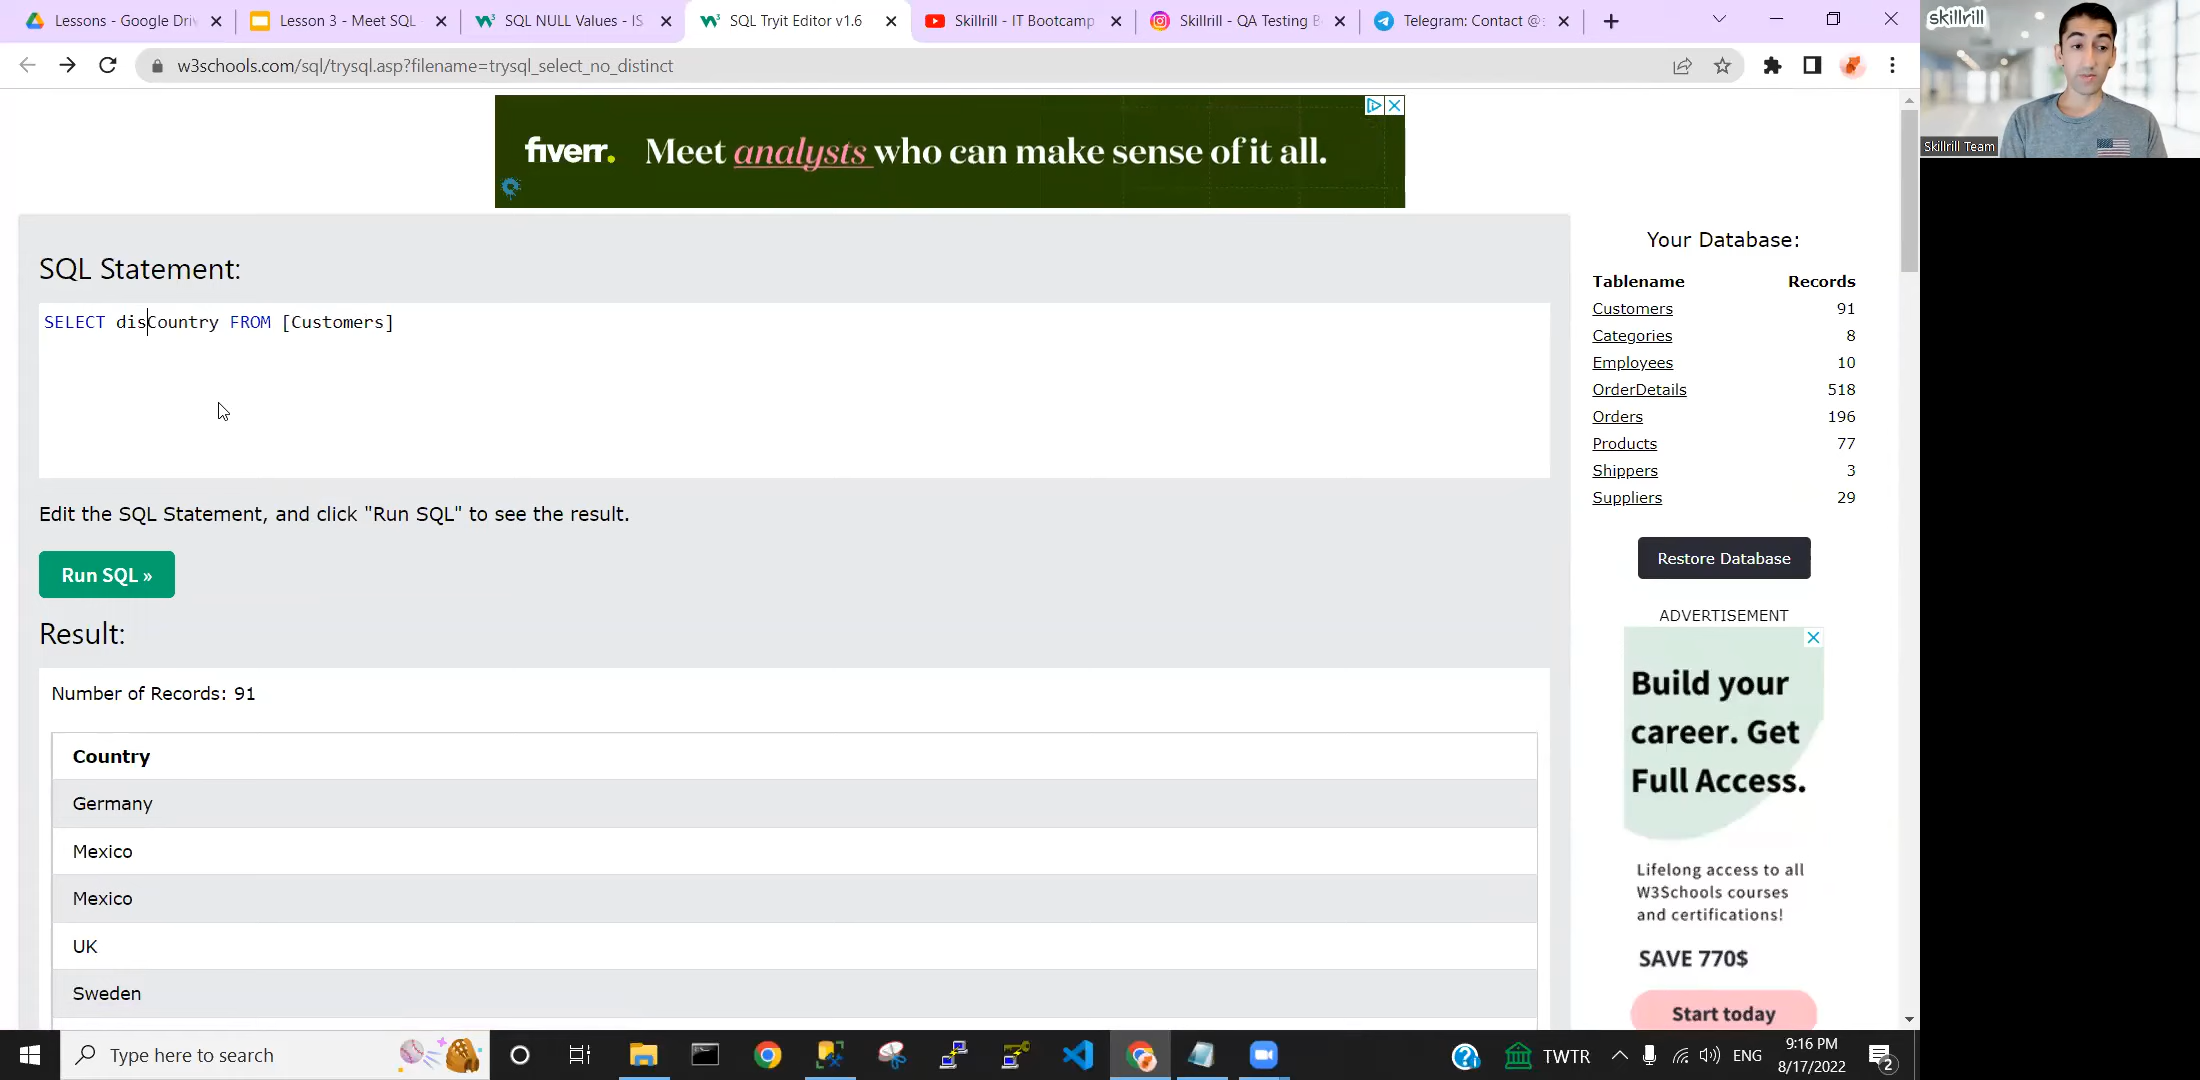 Lessons - Google Driv
Lesson 3 - Meet SQL -
SQL NULL Values - IS
SQL Tryit Editor v1.6
Skillrill - IT Bootcamp
Skillrill - QA Testing B
Telegram: Contact @s
w3schools.com/sql/trysql.asp?filename=trysql_select_no_distinct
skillrill
Skillrill Team
fiverr. Meet analysts who can make sense of it all.
SQL Statement:
SELECT disCountry FROM [Customers]
Edit the SQL Statement, and click "Run SQL" to see the result.
Run SQL »
Result:
Number of Records: 91
Country
Germany
Mexico
Mexico
UK
Sweden
Your Database:
Tablename Records
Customers 91
Categories 8
Employees 10
OrderDetails 518
Orders 196
Products 77
Shippers 3
Suppliers 29
Restore Database
ADVERTISEMENT
Build your
career. Get
Full Access.
Lifelong access to all
W3Schools courses
and certifications!
SAVE 770$
Start today
Type here to search
TWTR
ENG
9:16 PM
8/17/2022
2